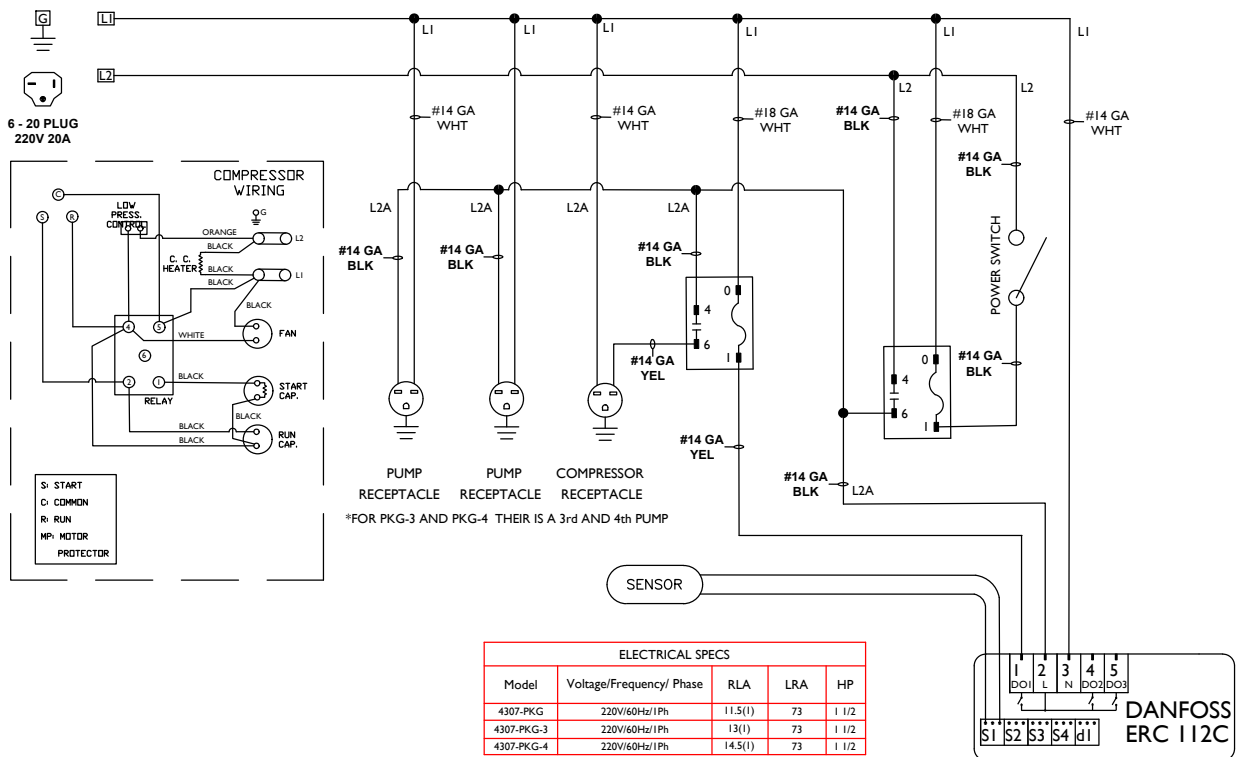 G
L1
L1
L1
L1
L1
L1
L1
L2
L2
L2
6 - 20 PLUG
220V 20A
#14 GA
WHT
#14 GA
WHT
#18 GA
WHT
#14 GA
BLK
#18 GA
WHT
#14 GA
WHT
#14 GA
BLK
COMPRESSOR
WIRING
C
S
R
LOW
PRESS.
CONTROL
G
ORANGE
L2
BLACK
C. C.
HEATER
BLACK
L1
BLACK
BLACK
4
5
WHITE
FAN
6
2
1
BLACK
RELAY
START
CAP.
BLACK
BLACK
BLACK
RUN
CAP.
S: START
C: COMMON
R: RUN
MP: MOTOR
PROTECTOR
L2A
L2A
L2A
L2A
#14 GA
BLK
#14 GA
BLK
#14 GA
BLK
POWER SWITCH
0
4
6
1
#14 GA
YEL
0
4
6
1
#14 GA
BLK
#14 GA
YEL
#14 GA
BLK
L2A
PUMP
RECEPTACLE
PUMP
RECEPTACLE
COMPRESSOR
RECEPTACLE
*FOR PKG-3 AND PKG-4 THEIR IS A 3rd AND 4th PUMP
SENSOR
ELECTRICAL SPECS
Model Voltage/Frequency/ Phase RLA LRA HP
4307-PKG 220V/60Hz/1Ph 11.5(1) 73 1 1/2
4307-PKG-3 220V/60Hz/1Ph 13(1) 73 1 1/2
4307-PKG-4 220V/60Hz/1Ph 14.5(1) 73 1 1/2
1 2 3 4 5
DO1 L N DO2 DO3
S1 S2 S3 S4 d1
DANFOSS
ERC 112C